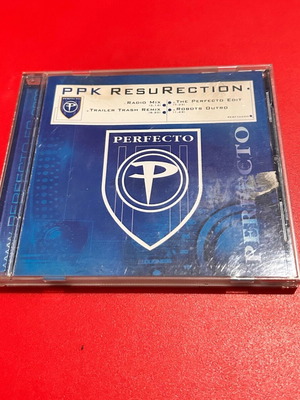 PPK RESURECTION·
RADIO MIX THE PERFECTO EDIT
TRAILER TRASH REMIX ROBOTS OUTRO
PERFECTO
PERFECTO